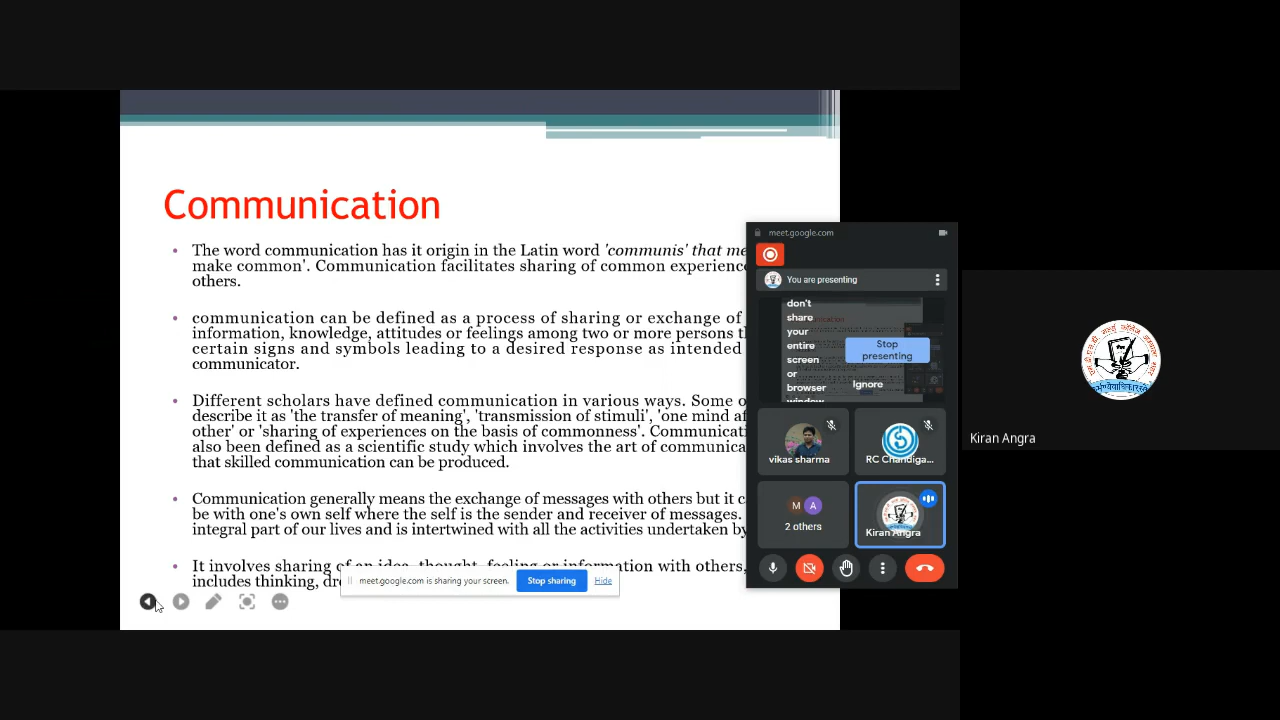 Communication
• The word communication has it origin in the Latin word 'communis' that me
make common'. Communication facilitates sharing of common experienc
others.
• communication can be defined as a process of sharing or exchange of
information, knowledge, attitudes or feelings among two or more persons th
certain signs and symbols leading to a desired response as intended
communicator.
• Different scholars have defined communication in various ways. Some o
describe it as 'the transfer of meaning', 'transmission of stimuli', 'one mind af
other' or 'sharing of experiences on the basis of commonness'. Communicati
also been defined as a scientific study which involves the art of communica
that skilled communication can be produced.
• Communication generally means the exchange of messages with others but it c
be with one's own self where the self is the sender and receiver of messages.
integral part of our lives and is intertwined with all the activities undertaken by
• It involves sharing of an idea, thought, feeling or information with others,
includes thinking, dre
meet.google.com is sharing your screen. Stop sharing Hide
meet.google.com
You are presenting
don't
share
your
entire
screen
or
browser
window
Stop
presenting
Ignore
vikas sharma
RC Chandiga...
M A
2 others
Kiran Angra
Kiran Angra